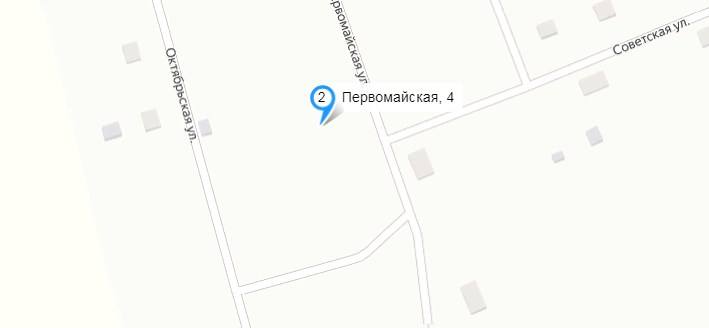 Первомайская ул.
Советская ул.
Октябрьская ул.
2
Первомайская, 4